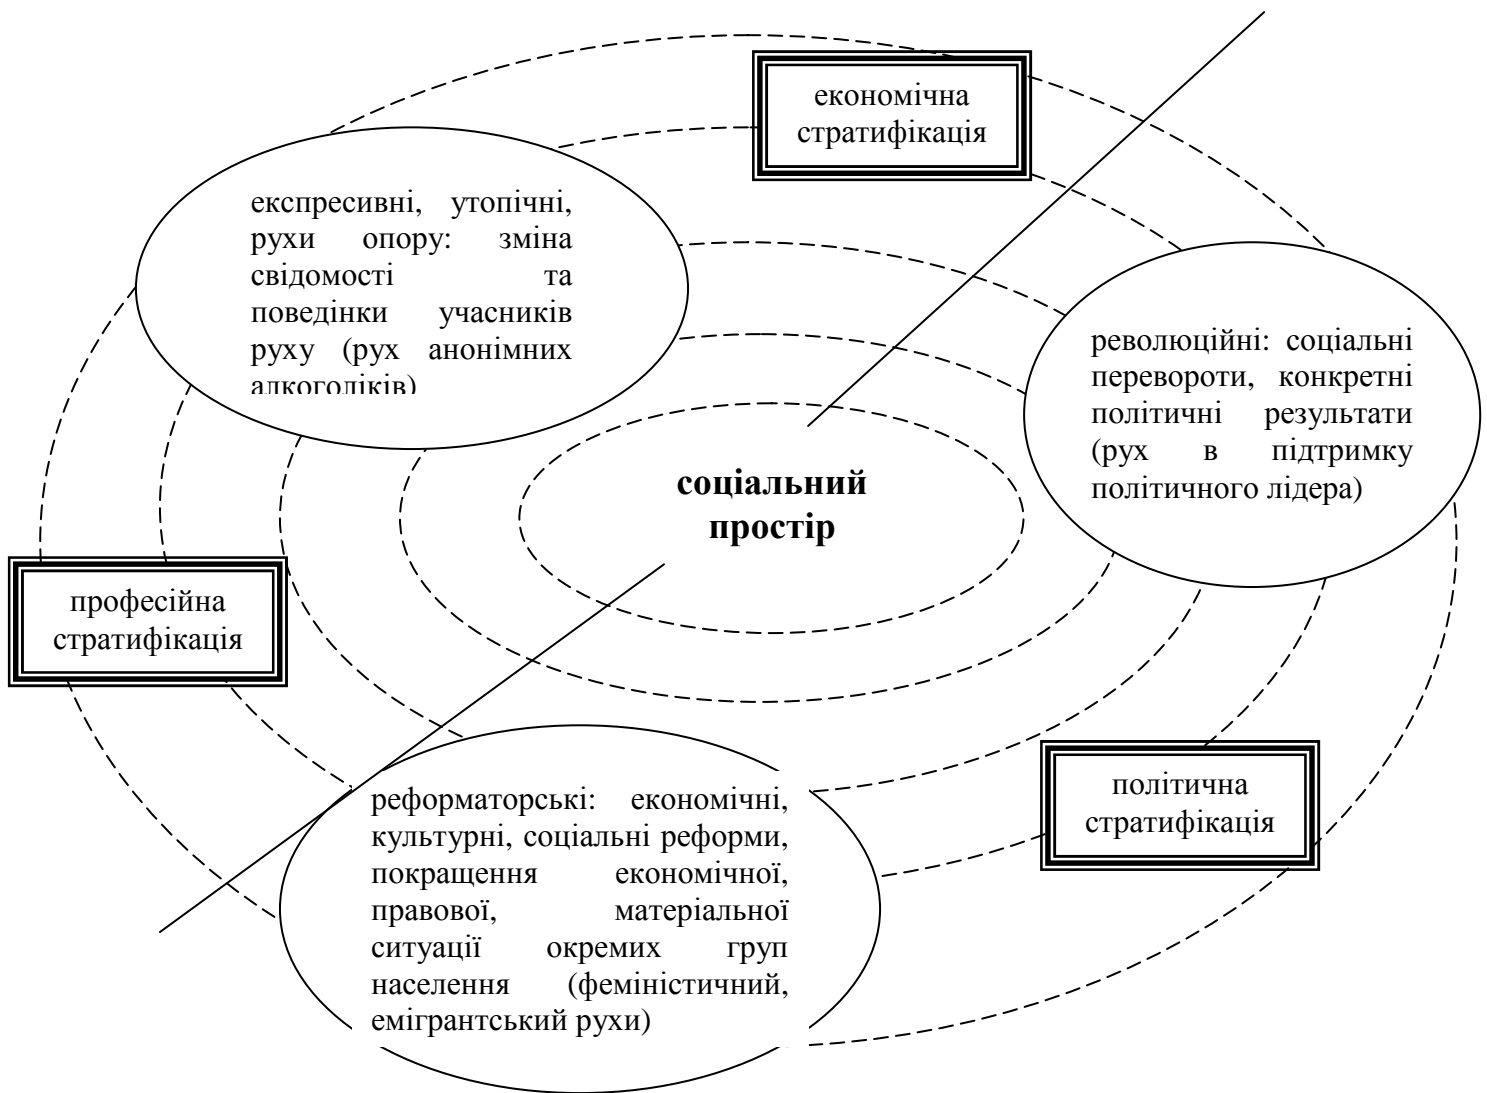 економічна
стратифікація
експресивні, утопічні,
рухи опору: зміна
свідомості та
поведінки учасників
руху (рух анонімних
алкоголіків)
революційні: соціальні
перевороти, конкретні
політичні результати
(рух в підтримку
політичного лідера)
соціальний
простір
професійна
стратифікація
політична
стратифікація
реформаторські: економічні,
культурні, соціальні реформи,
покращення економічної,
правової, матеріальної
ситуації окремих груп
населення (феміністичний,
емігрантський рухи)